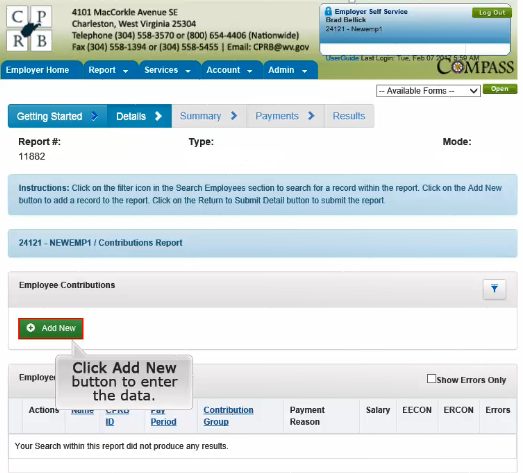 C P
R B
4101 MacCorkle Avenue SE
Charleston, West Virginia 25304
Telephone (304) 558-3570 or (800) 654-4406 (Nationwide)
Fax (304) 558-1394 or (304) 558-5455 | Email: CPRB@wv.gov
Employer Self Service
Log Out
Brad Bellick
24121 - Newemp1
UserGuide Last Login: Tue, Feb 07 2017 5:59 AM
COMPASS
Employer Home Report Services Account Admin
-- Available Forms -- Open
Getting Started Details Summary Payments Results
Report #: Type: Mode:
11882
Instructions: Click on the filter icon in the Search Employees section to search for a record within the report. Click on the Add New
button to add a record to the report. Click on the Return to Submit Detail button to submit the report
24121 - NEWEMP1 / Contributions Report
Employee Contributions
Add New
Click Add New
button to enter
the data.
Employe
Show Errors Only
Actions Name CPRB ID Pay Period Contribution Group Payment Reason Salary EECON ERCON Errors
Your Search within this report did not produce any results.